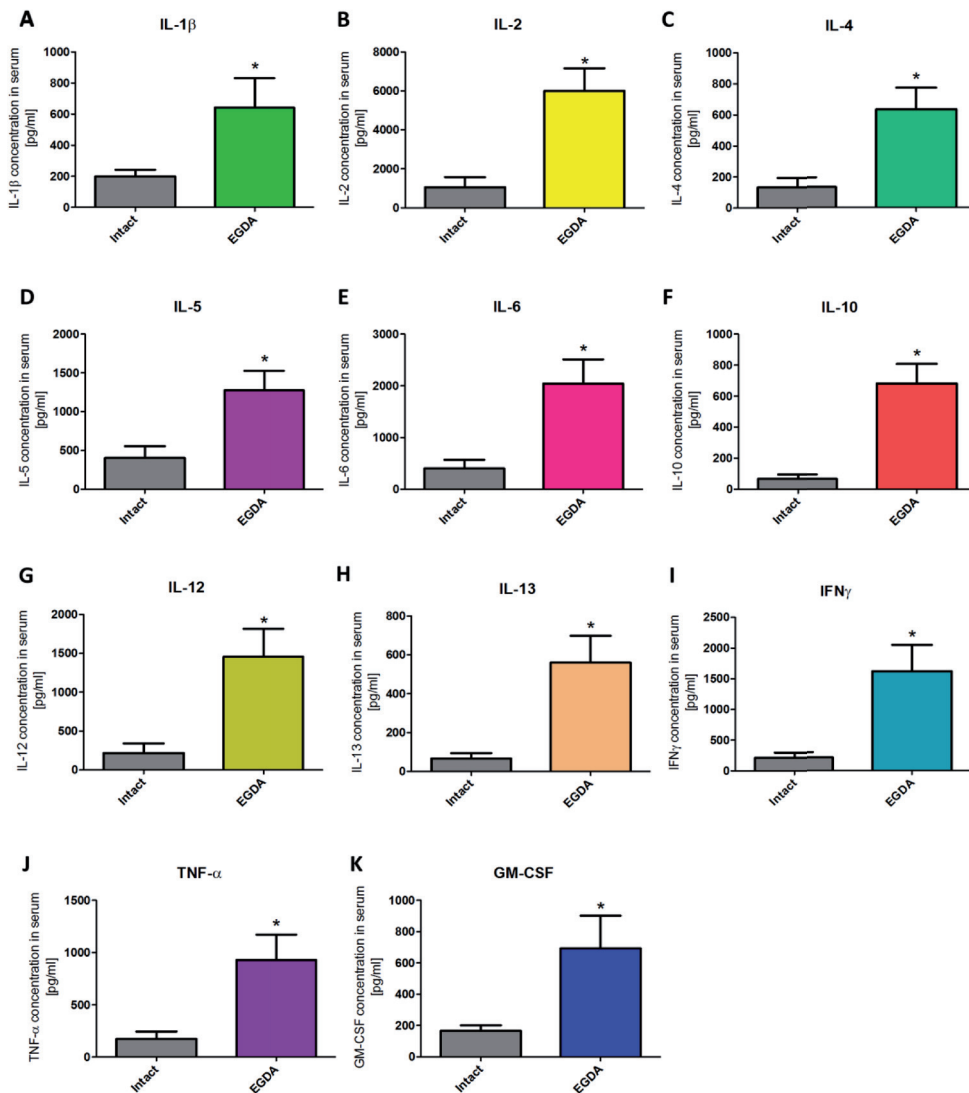 A
IL-1β
IL-1β concentration in serum
[pg/ml]
1000
800
600
400
200
0
*
Intact
EGDA
B
IL-2
IL-2 concentration in serum
[pg/ml]
8000
6000
4000
2000
0
*
Intact
EGDA
C
IL-4
IL-4 concentration in serum
[pg/ml]
1000
800
600
400
200
0
*
Intact
EGDA
D
IL-5
IL-5 concentration in serum
[pg/ml]
2000
1500
1000
500
0
*
Intact
EGDA
E
IL-6
IL-6 concentration in serum
[pg/ml]
3000
2000
1000
0
*
Intact
EGDA
F
IL-10
IL-10 concentration in serum
[pg/ml]
1000
800
600
400
200
0
*
Intact
EGDA
G
IL-12
IL-12 concentration in serum
[pg/ml]
2000
1500
1000
500
0
*
Intact
EGDA
H
IL-13
IL-13 concentration in serum
[pg/ml]
800
600
400
200
0
*
Intact
EGDA
I
IFNγ
IFNγ concentration in serum
[pg/ml]
2500
2000
1500
1000
500
0
*
Intact
EGDA
J
TNF-α
TNF-α concentration in serum
[pg/ml]
1500
1000
500
0
*
Intact
EGDA
K
GM-CSF
GM-CSF concentration in serum
[pg/ml]
1000
800
600
400
200
0
*
Intact
EGDA